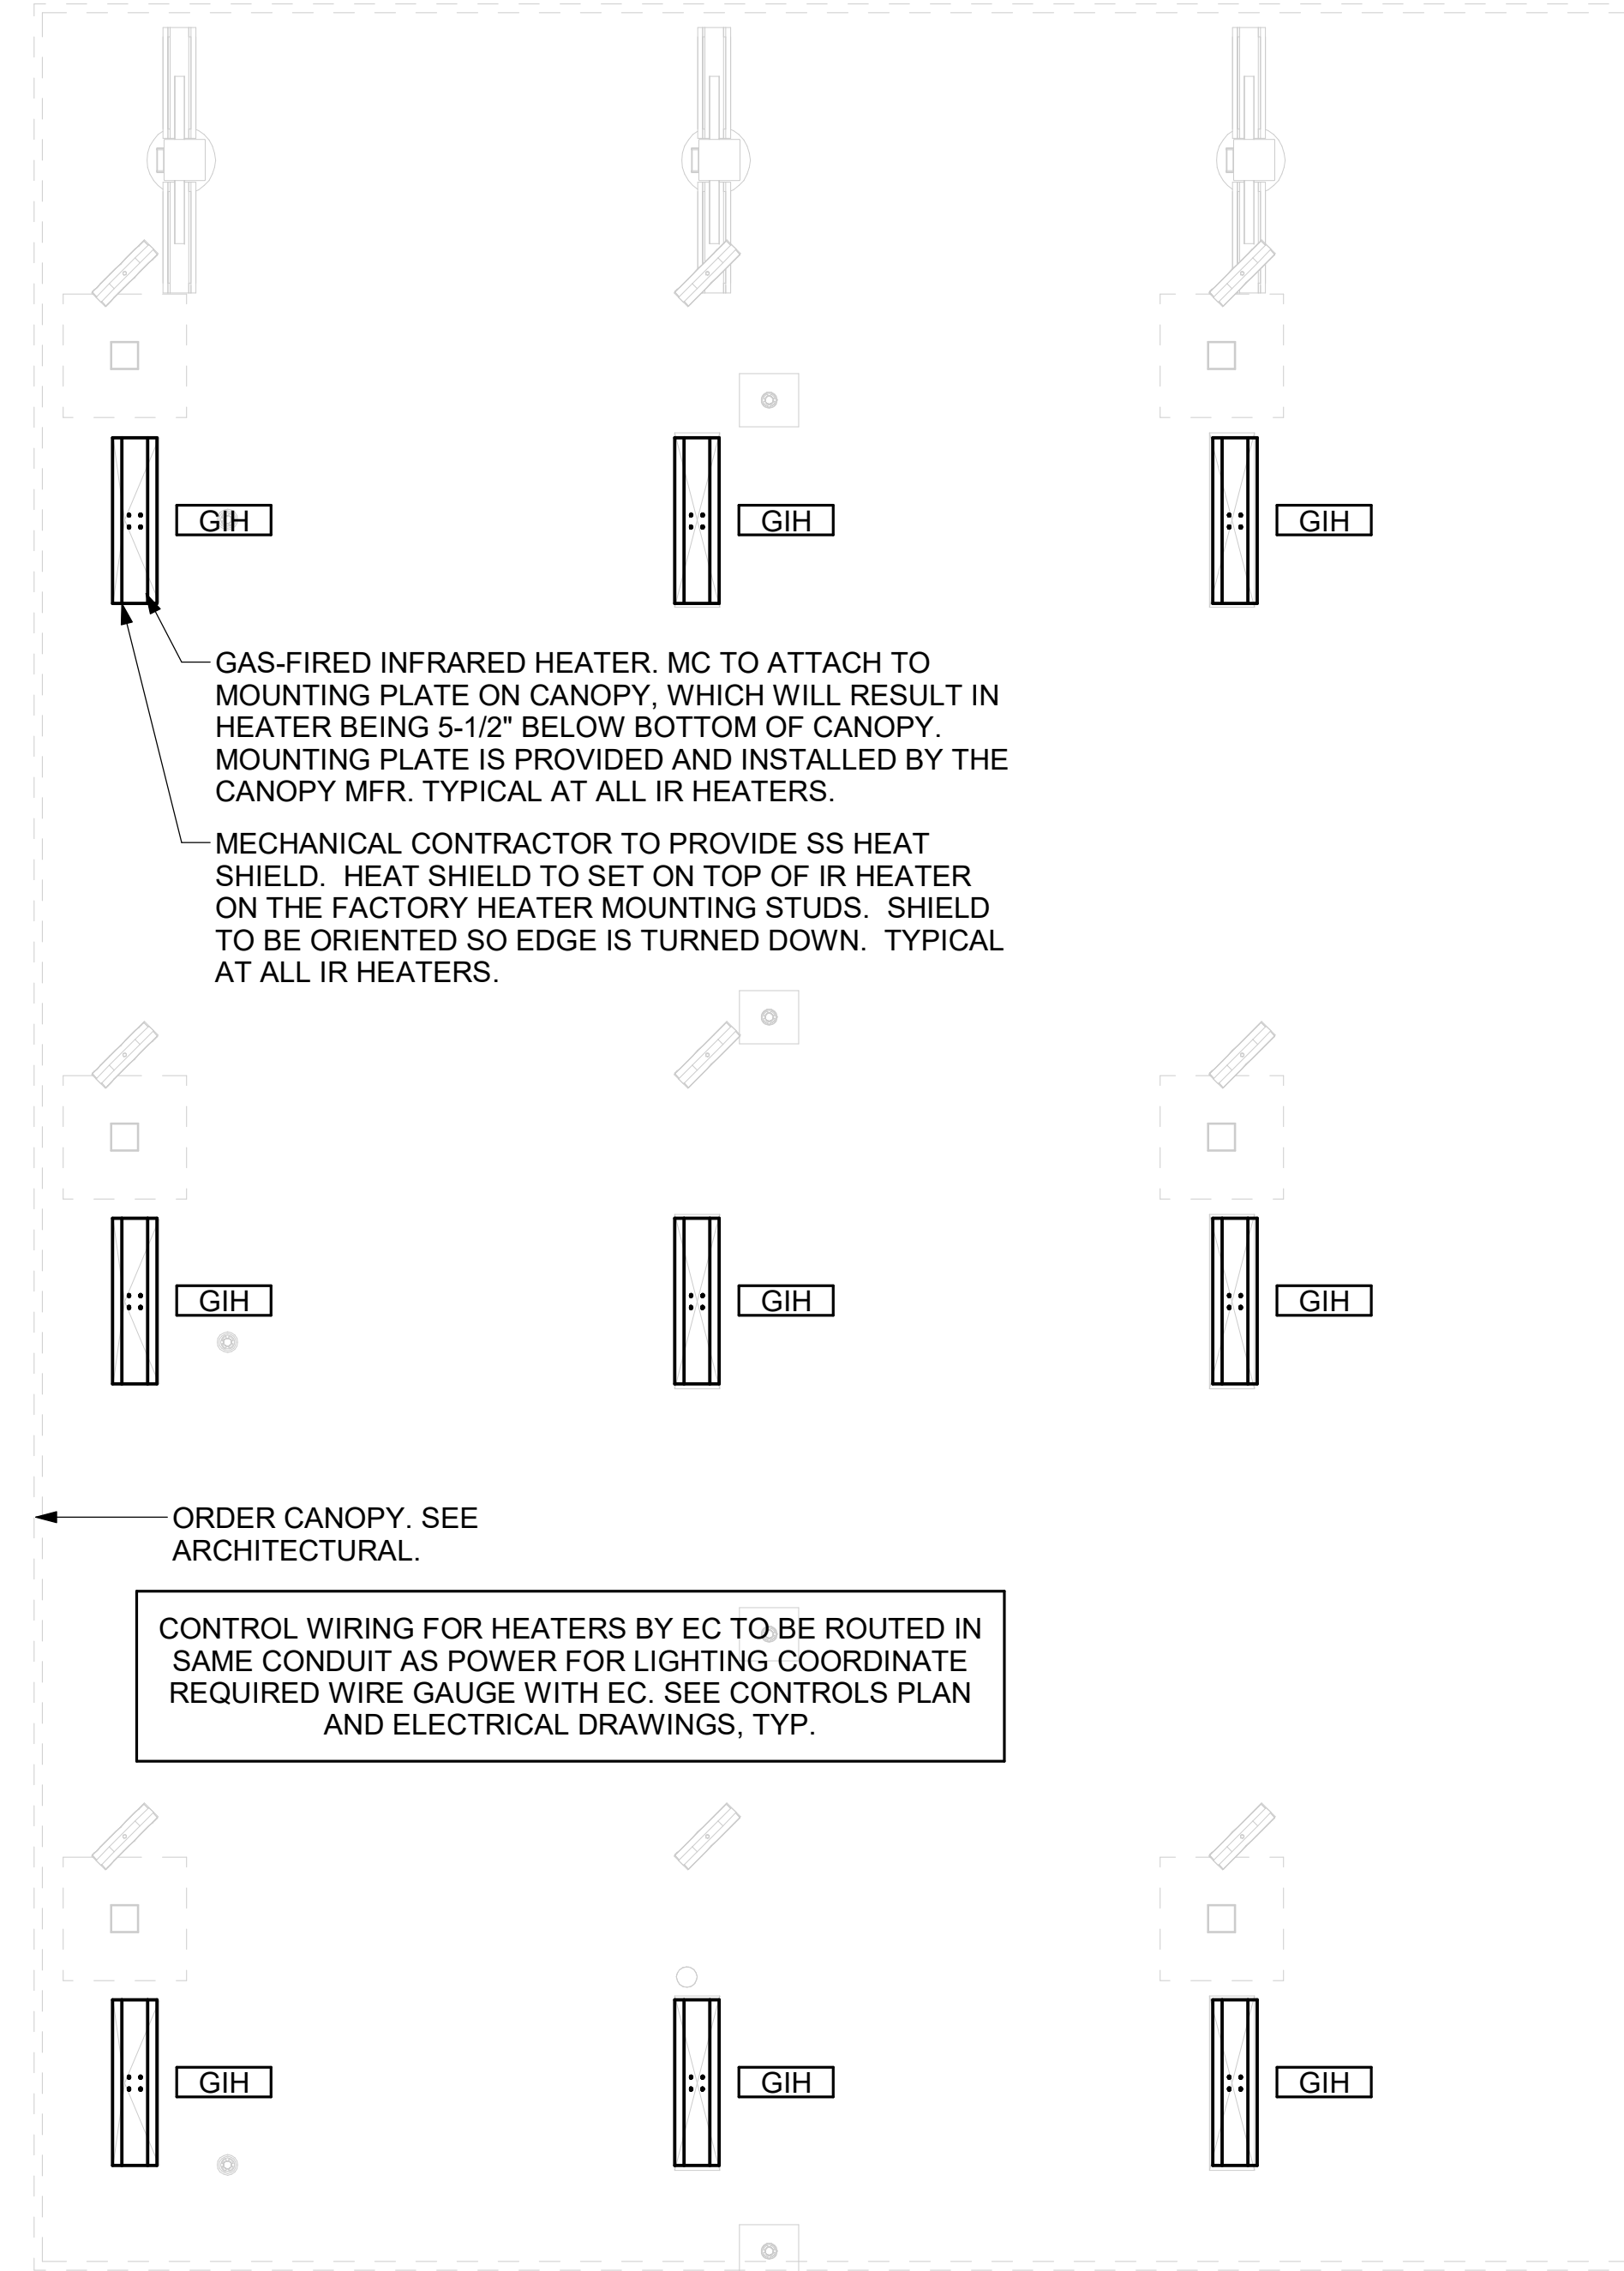 GIH
GIH
GIH
GAS-FIRED INFRARED HEATER. MC TO ATTACH TO
MOUNTING PLATE ON CANOPY, WHICH WILL RESULT IN
HEATER BEING 5-1/2" BELOW BOTTOM OF CANOPY.
MOUNTING PLATE IS PROVIDED AND INSTALLED BY THE
CANOPY MFR. TYPICAL AT ALL IR HEATERS.
MECHANICAL CONTRACTOR TO PROVIDE SS HEAT
SHIELD. HEAT SHIELD TO SET ON TOP OF IR HEATER
ON THE FACTORY HEATER MOUNTING STUDS. SHIELD
TO BE ORIENTED SO EDGE IS TURNED DOWN. TYPICAL
AT ALL IR HEATERS.
GIH
GIH
GIH
ORDER CANOPY. SEE
ARCHITECTURAL.
CONTROL WIRING FOR HEATERS BY EC TO BE ROUTED IN
SAME CONDUIT AS POWER FOR LIGHTING COORDINATE
REQUIRED WIRE GAUGE WITH EC. SEE CONTROLS PLAN
AND ELECTRICAL DRAWINGS, TYP.
GIH
GIH
GIH